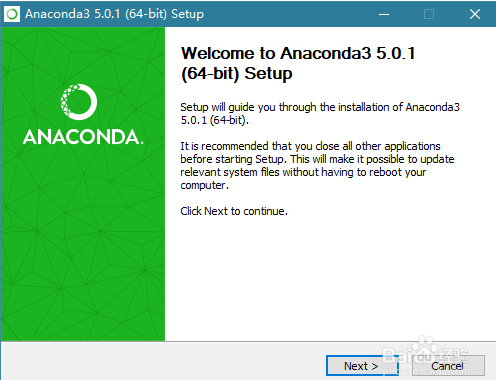 Anaconda3 5.0.1 (64-bit) Setup
Welcome to Anaconda3 5.0.1
(64-bit) Setup
ANACONDA.
Setup will guide you through the installation of Anaconda3
5.0.1 (64-bit).
It is recommended that you close all other applications
before starting Setup. This will make it possible to update
relevant system files without having to reboot your
computer.
Click Next to continue.
Next >
Cancel